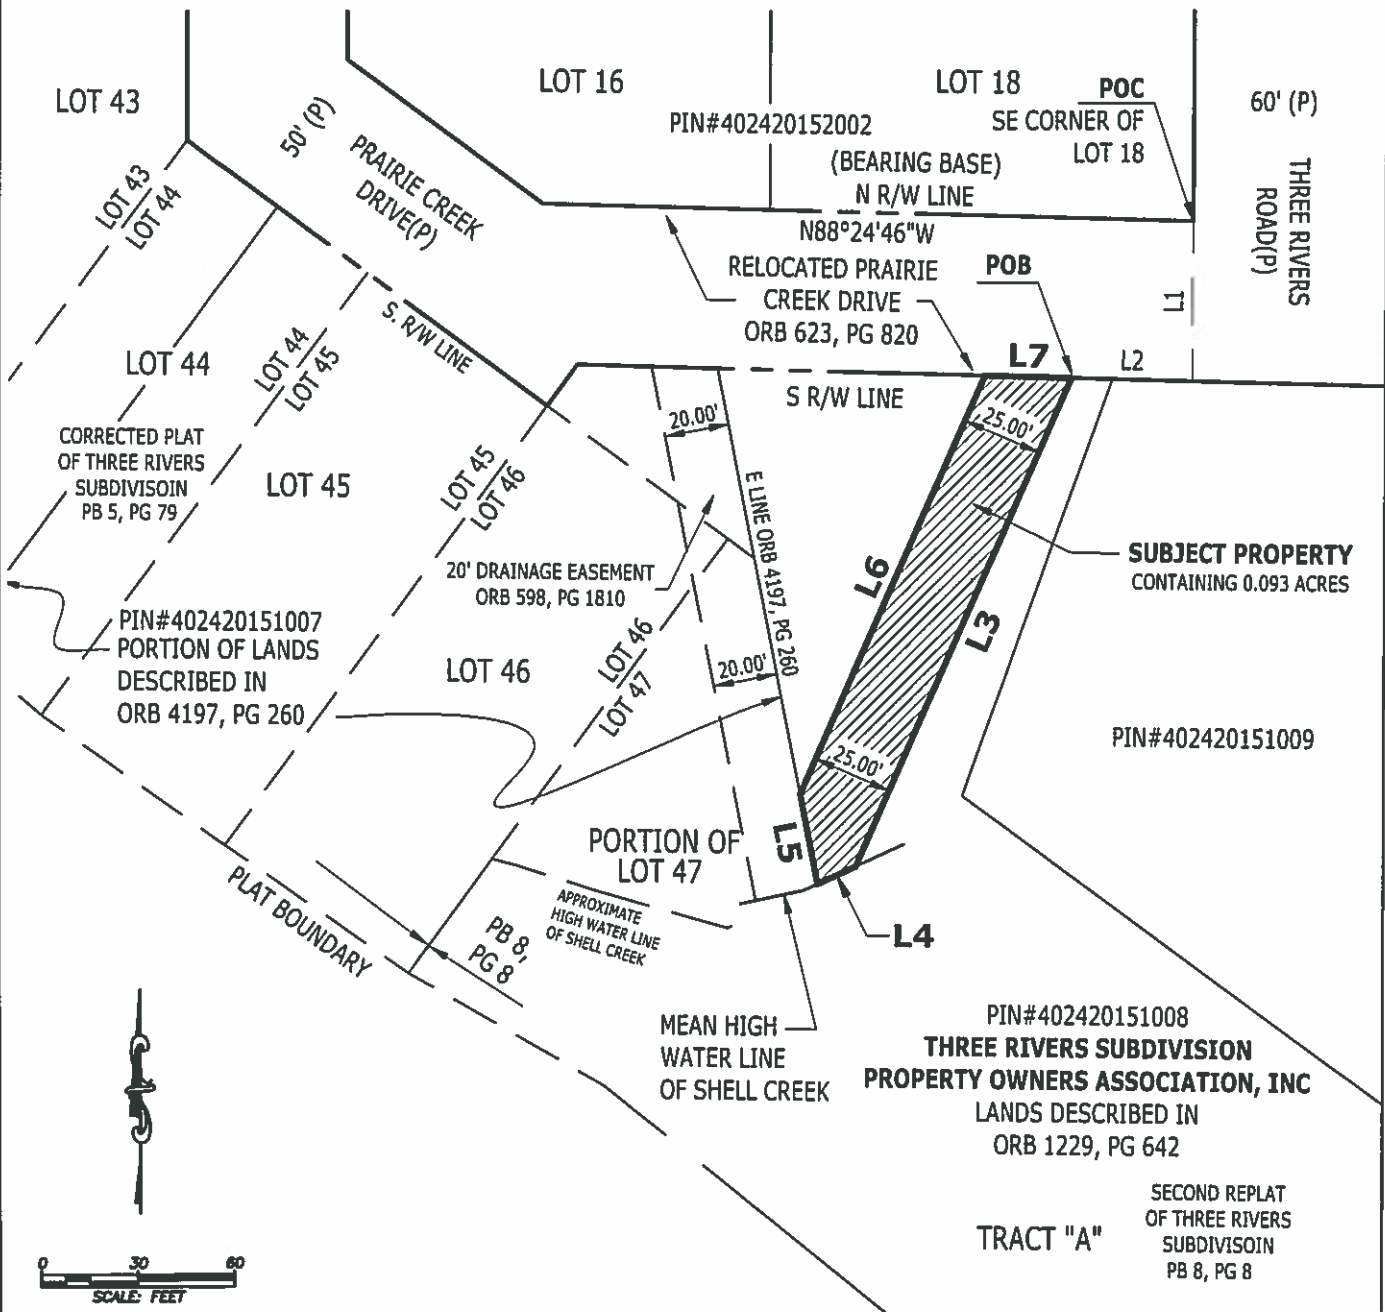 LOT 43
50' (P)
PRAIRIE CREEK
DRIVE(P)
LOT 16
LOT 18
PIN#402420152002
POC
SE CORNER OF
LOT 18
60' (P)
THREE RIVERS
ROAD(P)
(BEARING BASE)
N R/W LINE
N88°24'46"W
LOT 43
LOT 44
RELOCATED PRAIRIE
CREEK DRIVE
ORB 623, PG 820
POB
L1
L2
L7
S. R/W LINE
S R/W LINE
LOT 44
LOT 44
LOT 45
CORRECTED PLAT
OF THREE RIVERS
SUBDIVISOIN
PB 5, PG 79
LOT 45
LOT 45
LOT 46
20.00'
25.00'
E LINE ORB 4197, PG 260
20' DRAINAGE EASEMENT
ORB 598, PG 1810
SUBJECT PROPERTY
CONTAINING 0.093 ACRES
L6
L3
PIN#402420151007
PORTION OF LANDS
DESCRIBED IN
ORB 4197, PG 260
LOT 46
LOT 46
LOT 47
20.00'
25.00'
PIN#402420151009
PORTION OF
LOT 47
L5
L4
PLAT BOUNDARY
APPROXIMATE
HIGH WATER LINE
OF SHELL CREEK
PB 8,
PG 8
MEAN HIGH
WATER LINE
OF SHELL CREEK
PIN#402420151008
THREE RIVERS SUBDIVISION
PROPERTY OWNERS ASSOCIATION, INC
LANDS DESCRIBED IN
ORB 1229, PG 642
TRACT "A"
SECOND REPLAT
OF THREE RIVERS
SUBDIVISOIN
PB 8, PG 8
0 30 60
SCALE: FEET